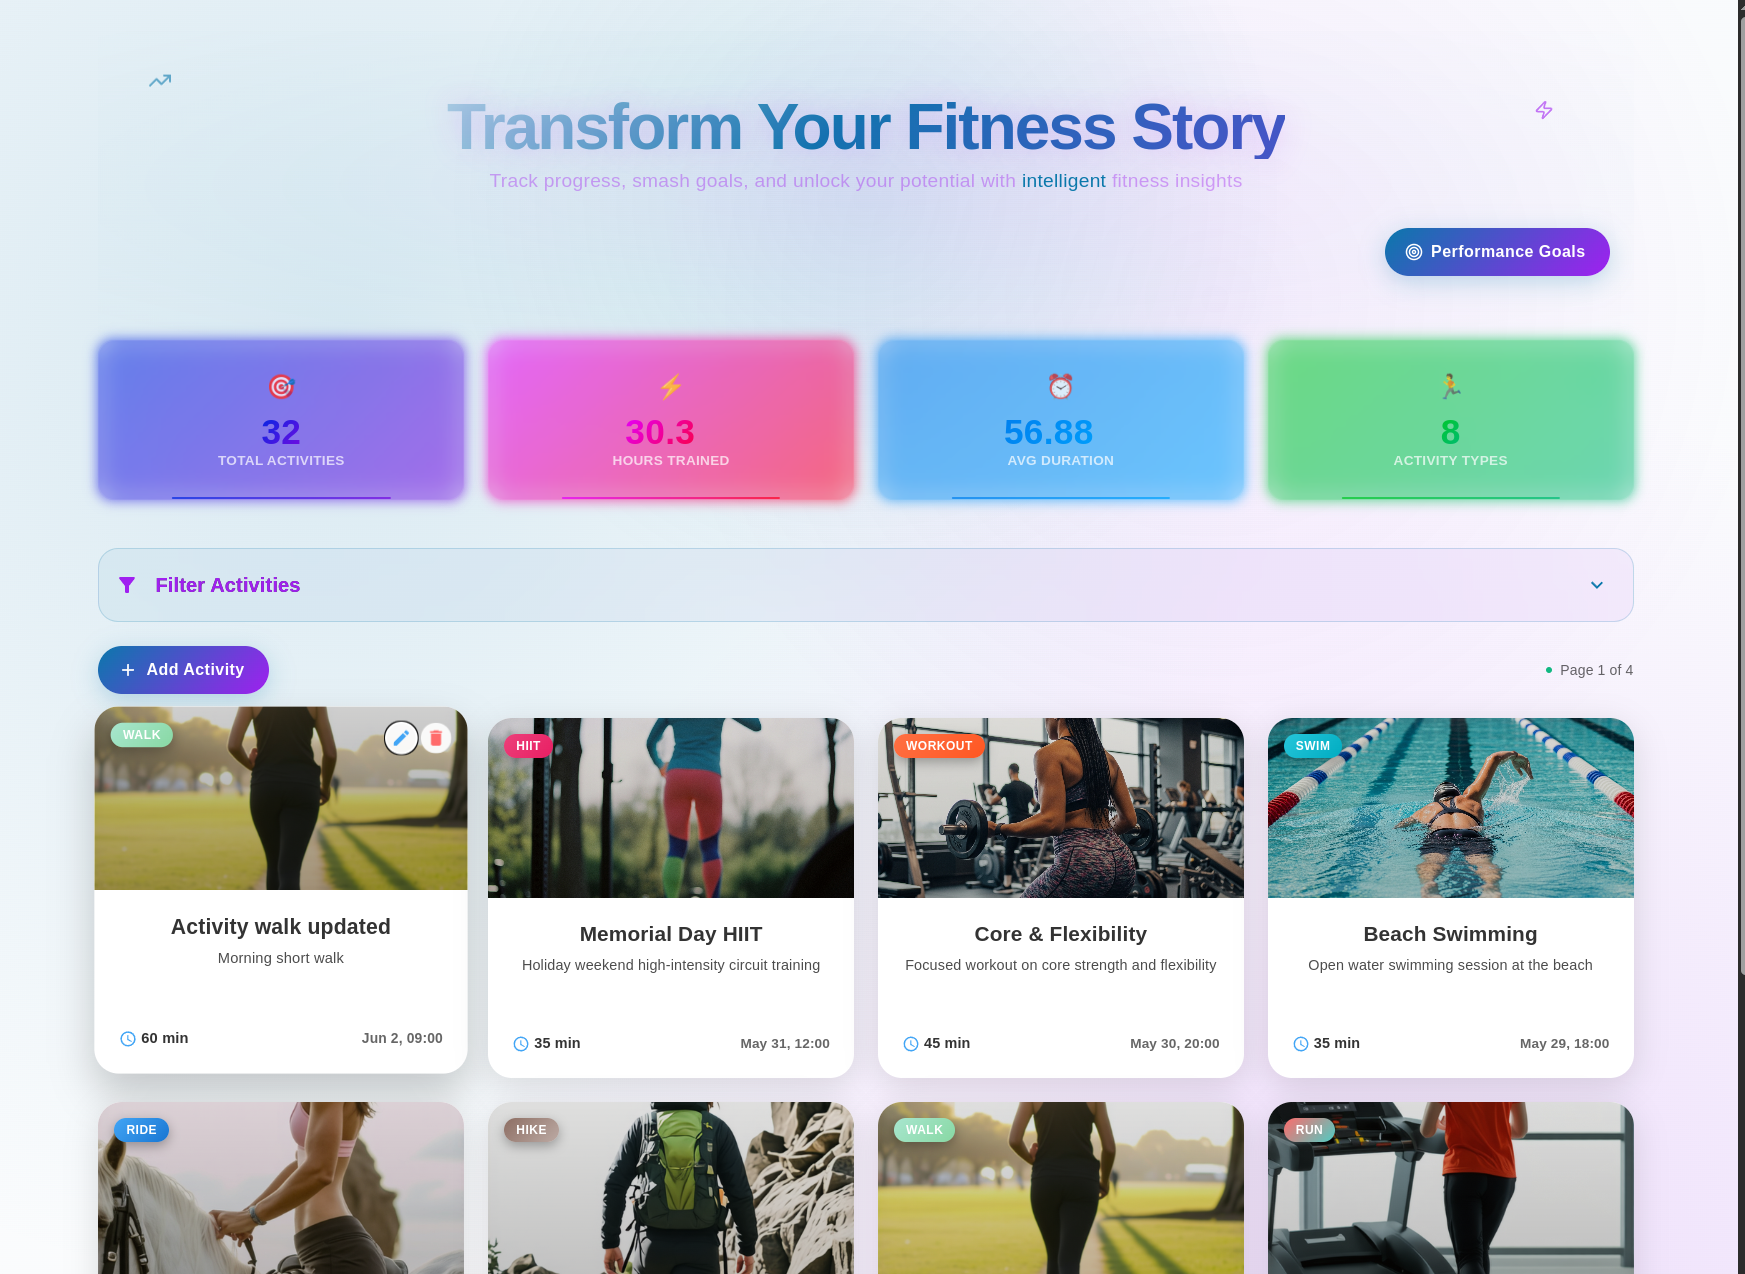 Transform Your Fitness Story
Track progress, smash goals, and unlock your potential with intelligent fitness insights
Performance Goals
32
TOTAL ACTIVITIES
30.3
HOURS TRAINED
56.88
AVG DURATION
8
ACTIVITY TYPES
Filter Activities
Add Activity
Page 1 of 4
WALK
Activity walk updated
Morning short walk
60 min
Jun 2, 09:00
HIIT
Memorial Day HIIT
Holiday weekend high-intensity circuit training
35 min
May 31, 12:00
WORKOUT
Core & Flexibility
Focused workout on core strength and flexibility
45 min
May 30, 20:00
SWIM
Beach Swimming
Open water swimming session at the beach
35 min
May 29, 18:00
RIDE
HIKE
WALK
RUN